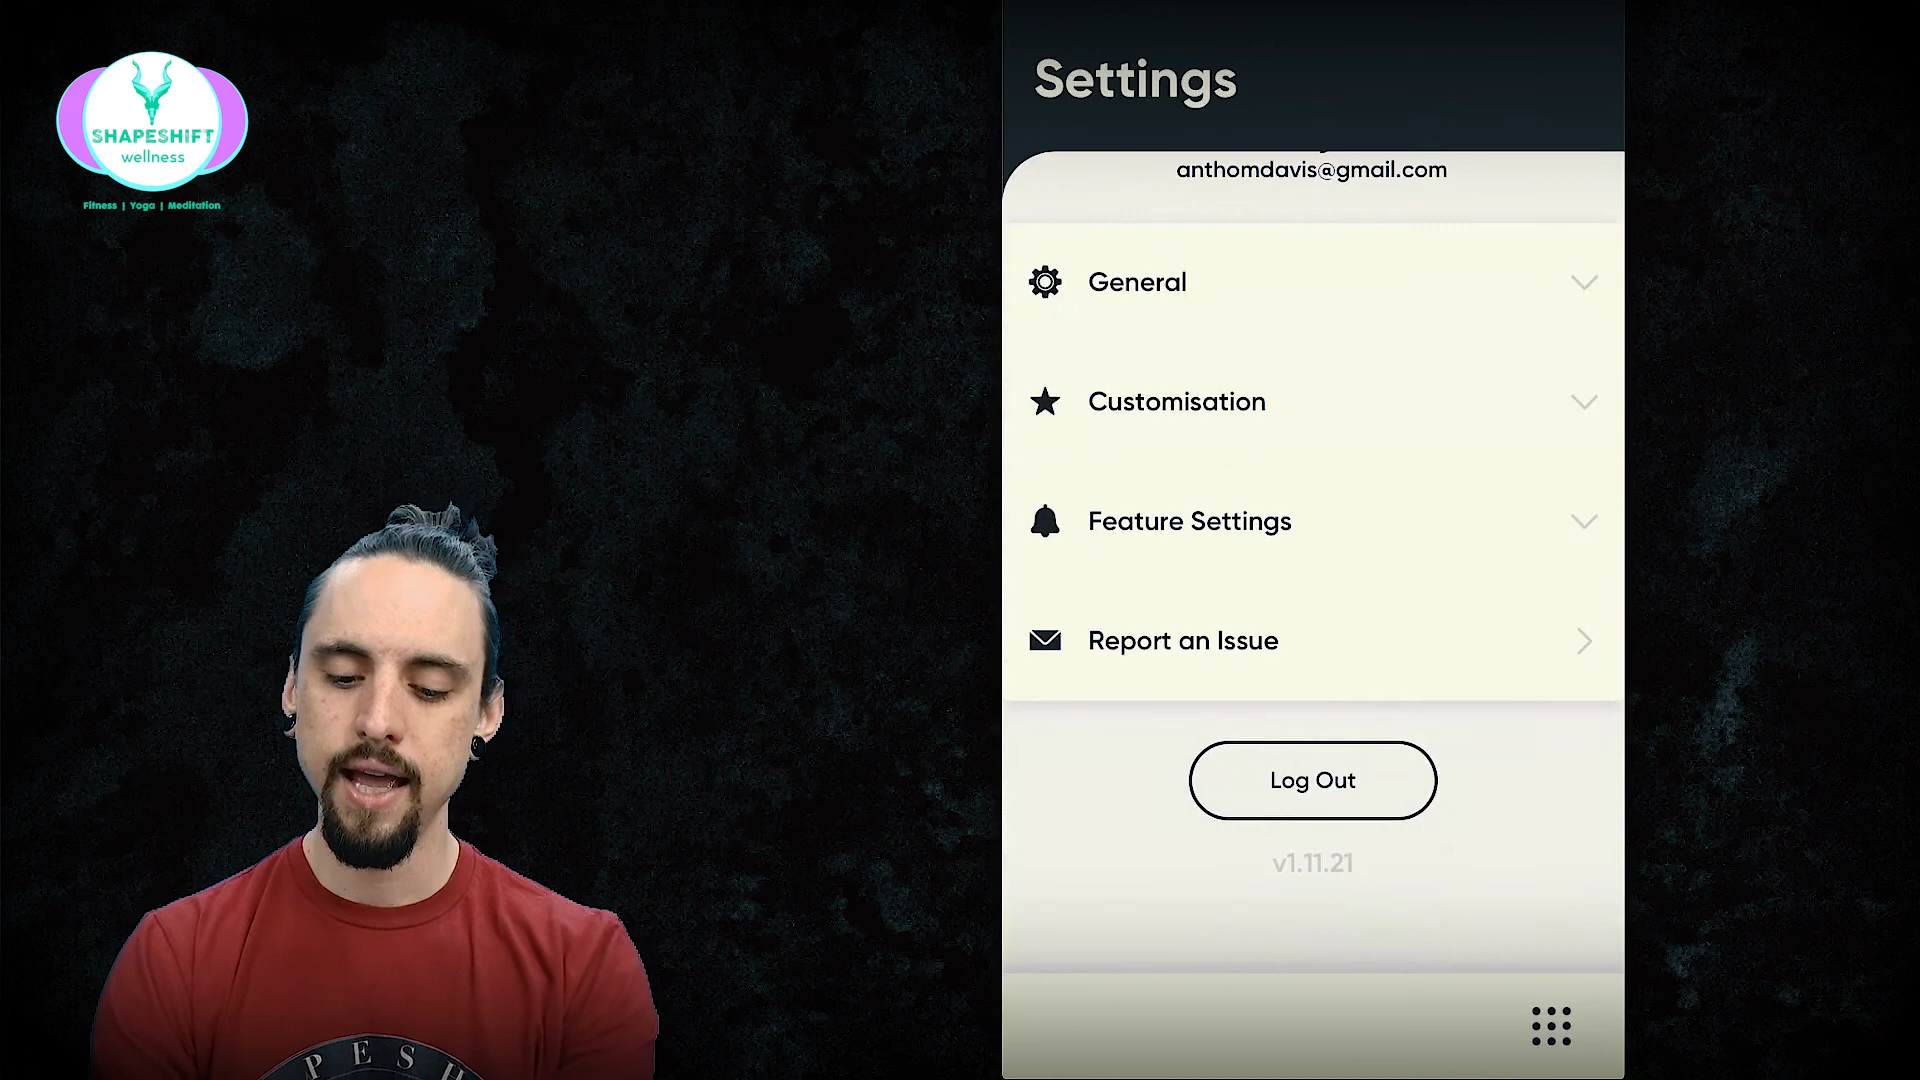 SHAPESHIFT
wellness
Fitness | Yoga | Meditation
Settings
anthomdavis@gmail.com
General
Customisation
Feature Settings
Report an Issue
Log Out
v1.11.21
PESH